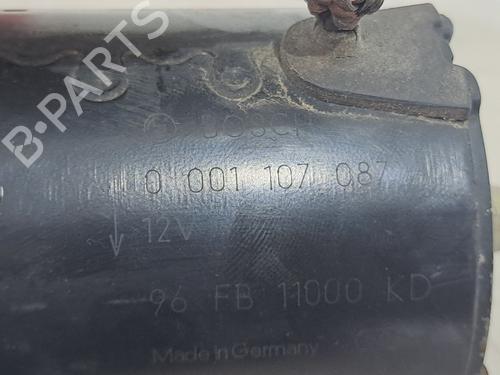 B-PARTS
BOSCH
0 001 107 087
12V
96 FB 11000 KD
Made in Germany